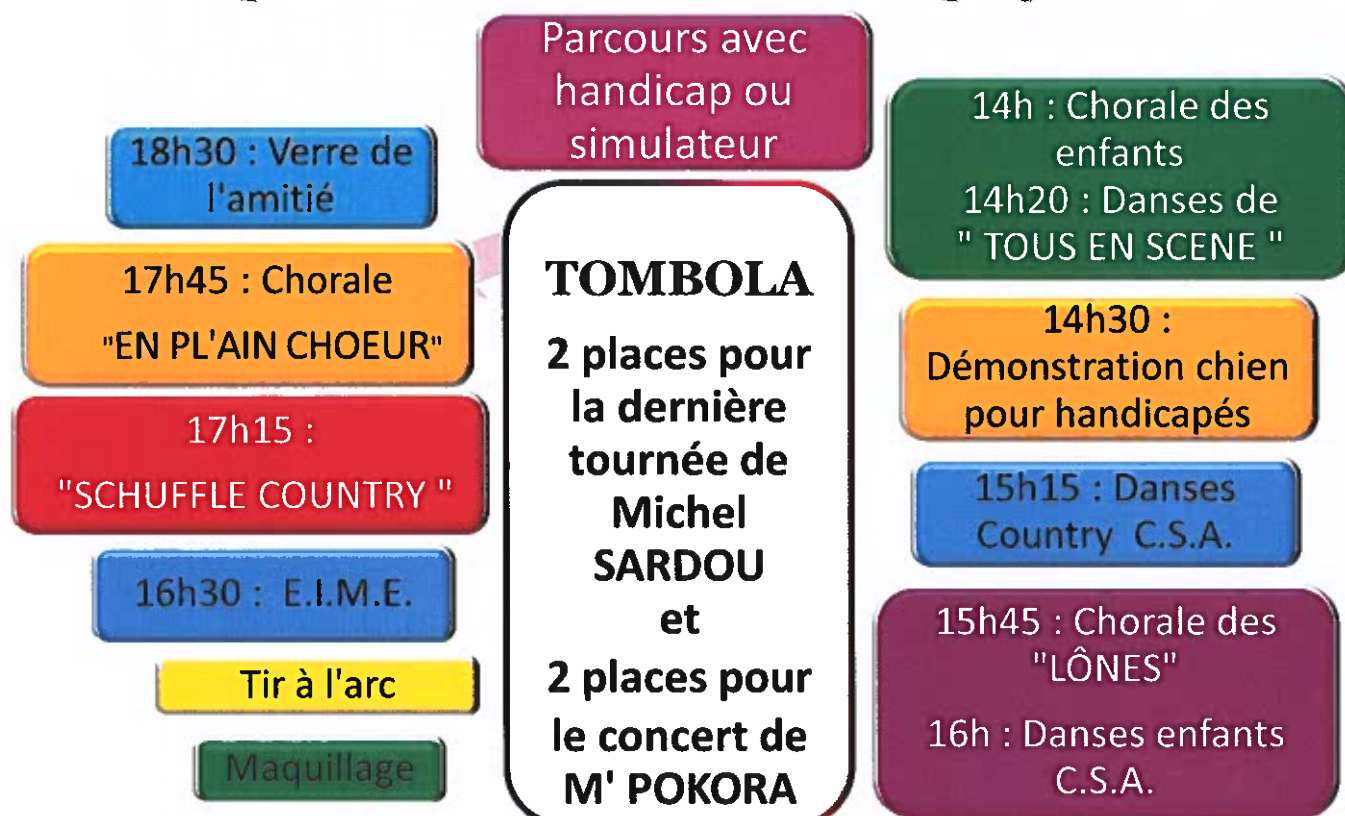 Parcours avec
handicap ou
simulateur
14h : Chorale des
enfants
14h20 : Danses de
" TOUS EN SCENE "
14h30 :
Démonstration chien
pour handicapés
15h15 : Danses
Country C.S.A.
15h45 : Chorale des
"LÔNES"
16h : Danses enfants
C.S.A.
18h30 : Verre de
l'amitié
17h45 : Chorale
"EN PL'AIN CHOEUR"
17h15 :
"SCHUFFLE COUNTRY "
16h30 : E.I.M.E.
Tir à l'arc
Maquillage
TOMBOLA
2 places pour
la dernière
tournée de
Michel
SARDOU
et
2 places pour
le concert de
M' POKORA